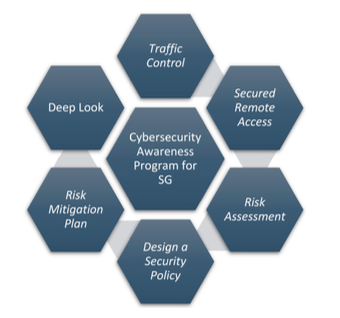 Traffic
Control
Secured
Remote
Access
Deep Look
Cybersecurity
Awareness
Program for
SG
Risk
Assessment
Risk
Mitigation
Plan
Design a
Security
Policy